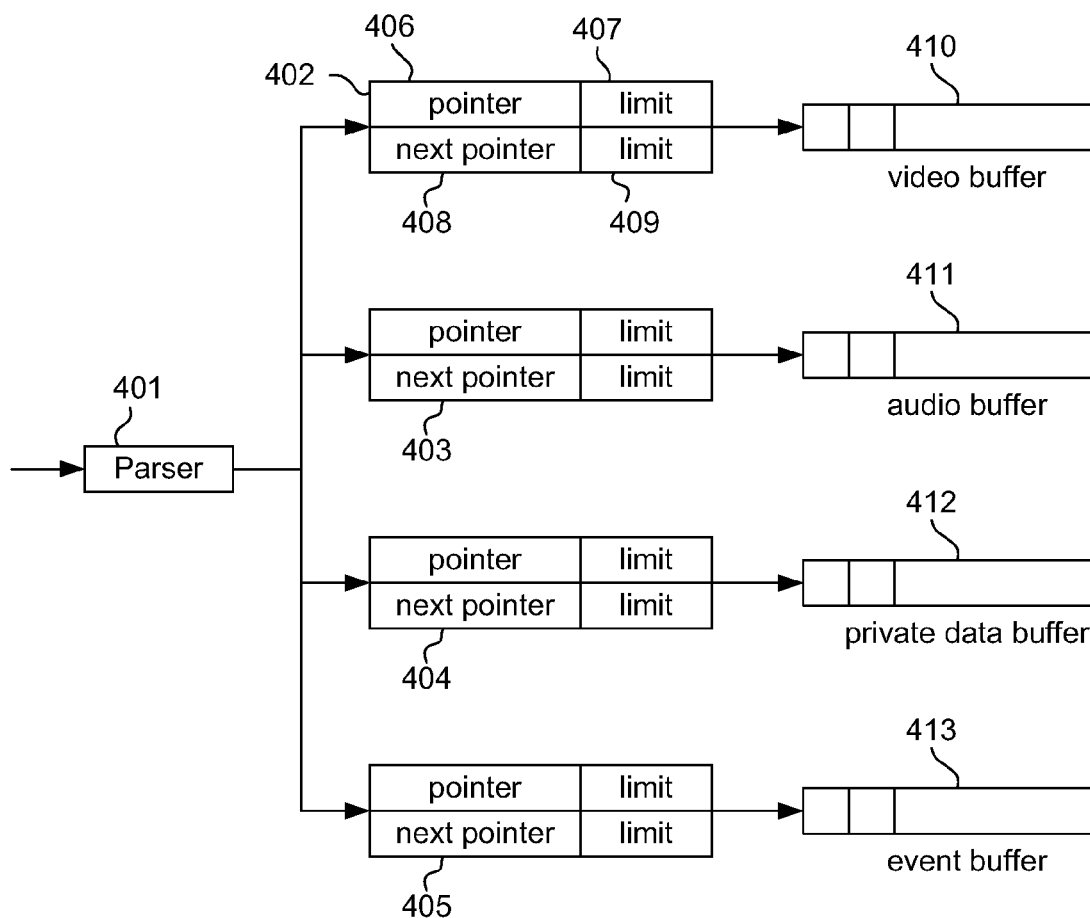 406
407
410
402
pointer
limit
next pointer
limit
video buffer
408
409
411
pointer
limit
next pointer
limit
audio buffer
401
403
Parser
412
pointer
limit
next pointer
limit
private data buffer
404
413
pointer
limit
next pointer
limit
event buffer
405